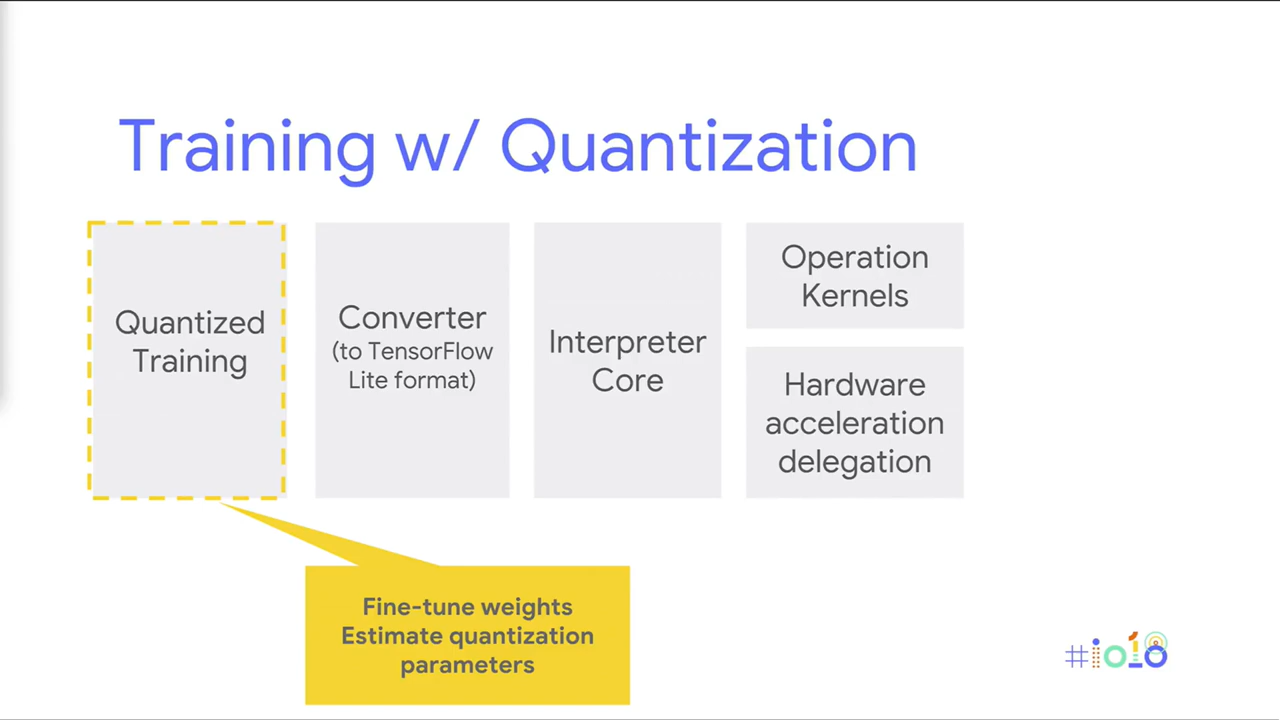 Training w/ Quantization
Quantized
Training
Converter
(to TensorFlow
Lite format)
Interpreter
Core
Operation
Kernels
Hardware
acceleration
delegation
Fine-tune weights
Estimate quantization
parameters
#io18